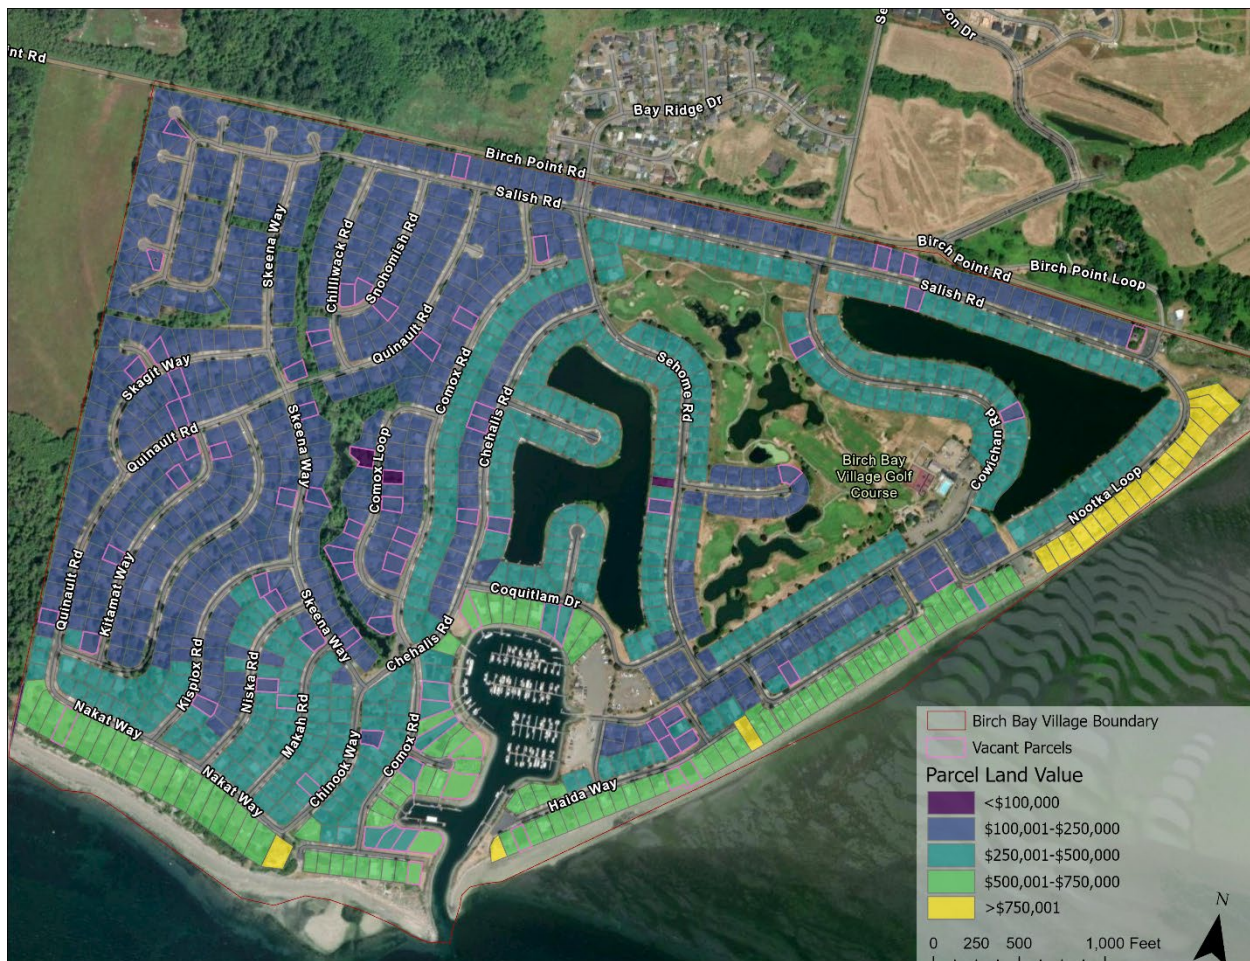 int Rd
Se
zon Dr
Bay Ridge Dr
Birch Point Rd
Salish Rd
Skeena Way
Chilliwack Rd
Snohomish Rd
Birch Point Rd
Birch Point Loop
Salish Rd
Quinault Rd
Skagit Way
Comox Rd
Sehome Rd
Chehalis Rd
Quinault Rd
Skeena Way
Comox Loop
Cowichan Rd
Birch Bay
Village Golf
Course
Nootka Loop
Quinault Rd
Kitamat Way
Coquitlam Dr
Skeena Way
Chehalis Rd
Kispiox Rd
Niska Rd
Makah Rd
Nakat Way
Comox Rd
Chinook Way
Nakat Way
Haida Way
Birch Bay Village Boundary
Vacant Parcels
Parcel Land Value
<$100,000
$100,001-$250,000
$250,001-$500,000
$500,001-$750,000
>$750,001
N
0 250 500 1,000 Feet